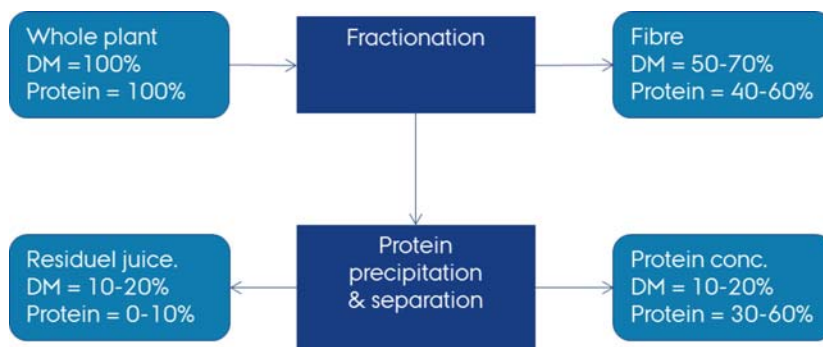 Whole plant
DM =100%
Protein = 100%
Fractionation
Fibre
DM = 50-70%
Protein = 40-60%
Residuel juice.
DM = 10-20%
Protein = 0-10%
Protein
precipitation
& separation
Protein conc.
DM = 10-20%
Protein = 30-60%